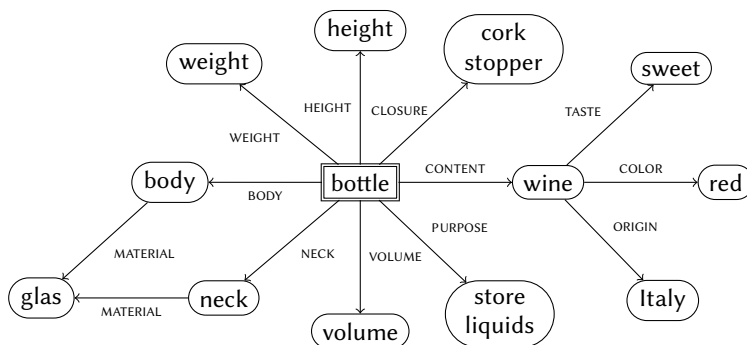 height
cork
stopper
weight
sweet
HEIGHT
CLOSURE
TASTE
WEIGHT
body
BODY
bottle
CONTENT
wine
COLOR
red
PURPOSE
ORIGIN
MATERIAL
NECK
VOLUME
glas
MATERIAL
neck
store
liquids
Italy
volume